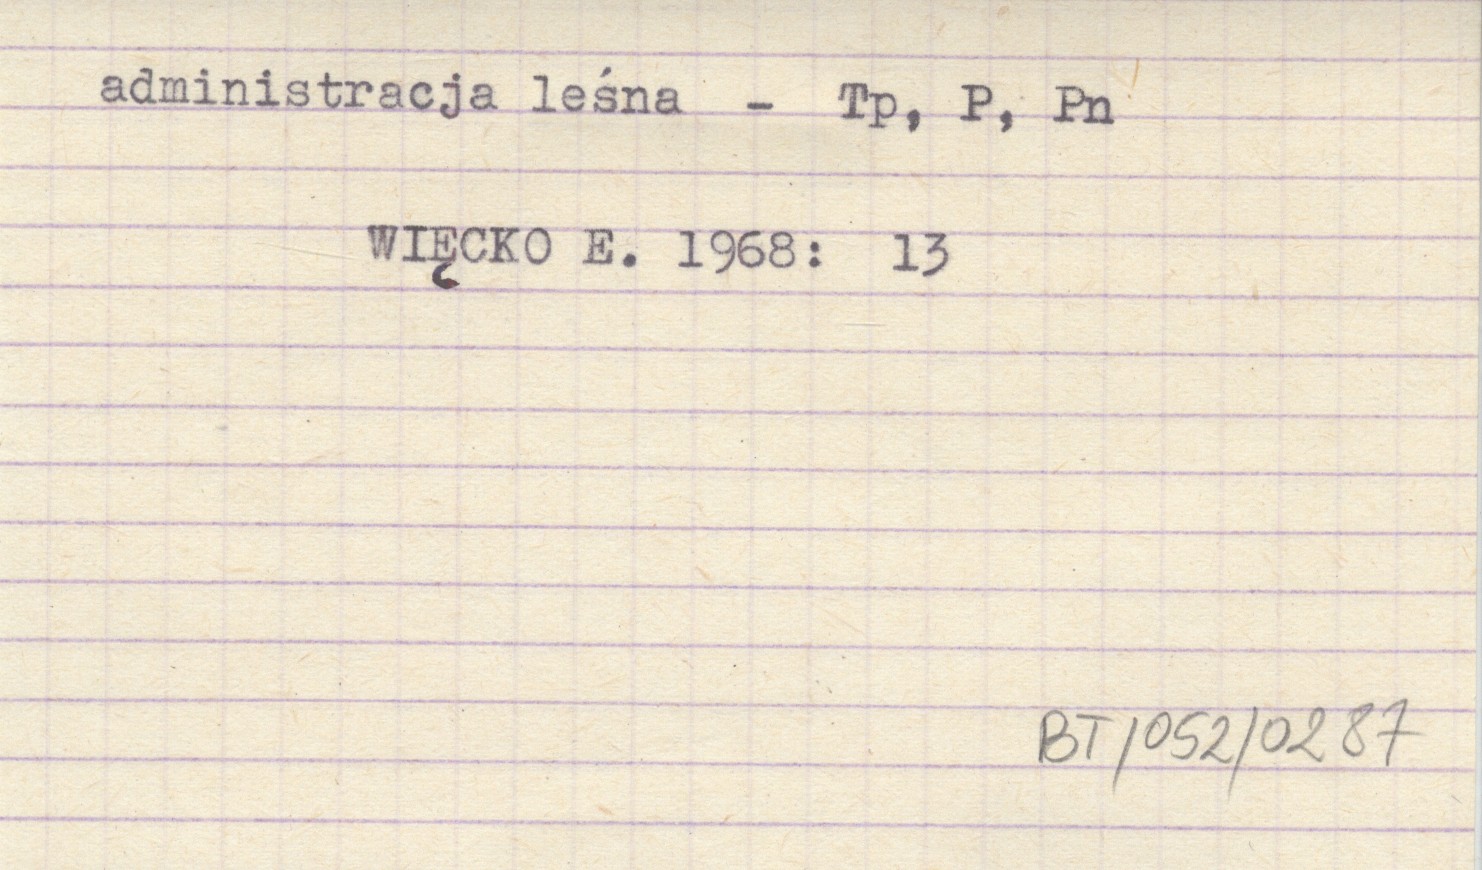 administracja leśna - Tp, P, Pn
WIĘCKO E. 1968: 13
BT/052/0287